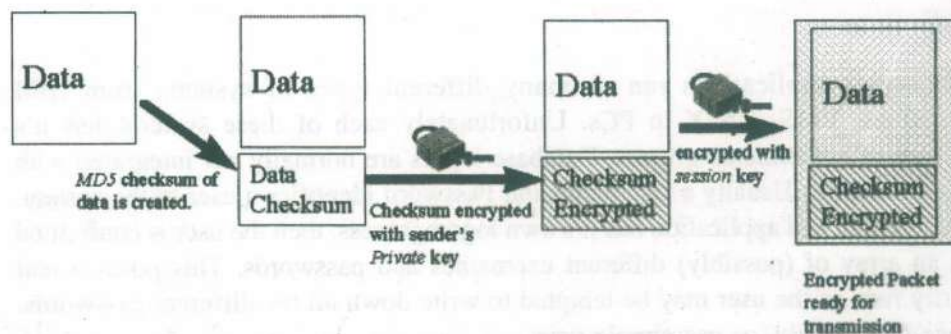 Data
MD5 checksum of
data is created.
Data
Data
Checksum
Checksum encrypted
with sender's
Private key
Data
Checksum
Encrypted
encrypted with
session key
Data
Checksum
Encrypted
Encrypted Packet
ready for
transmission